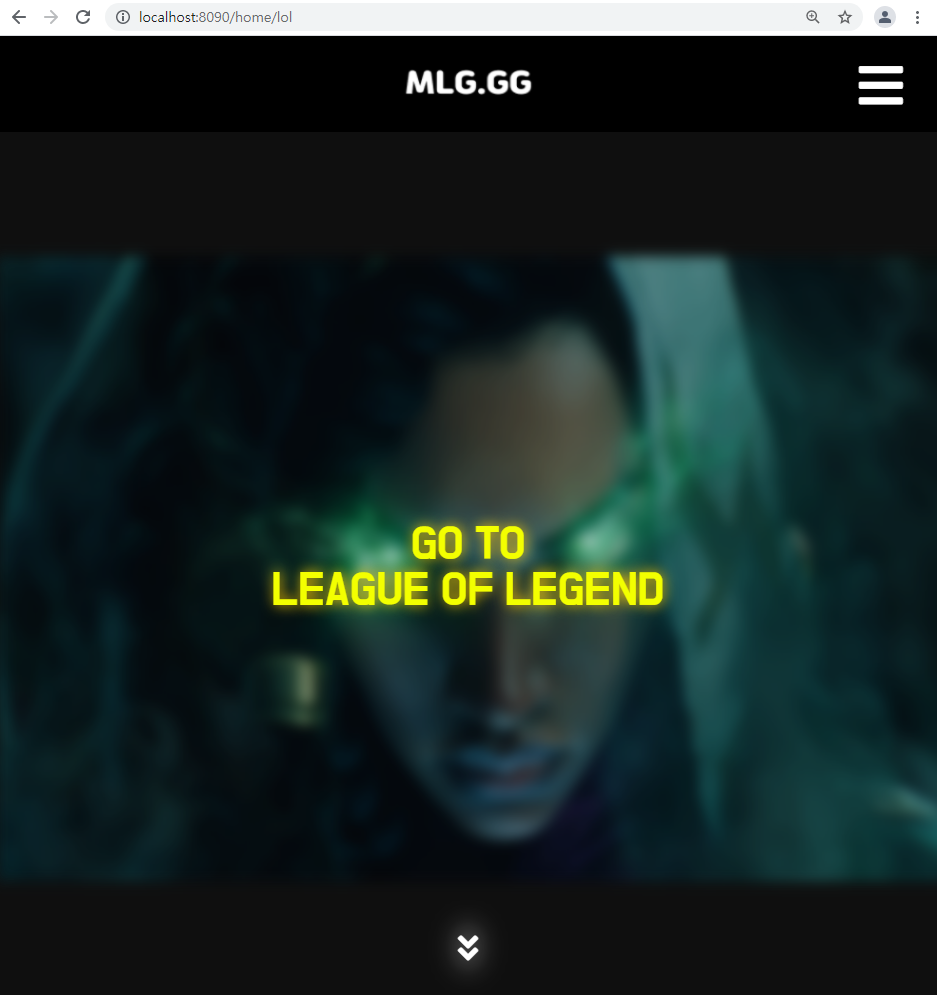 localhost:8090/home/lol
MLG.GG
GO TO
LEAGUE OF LEGEND